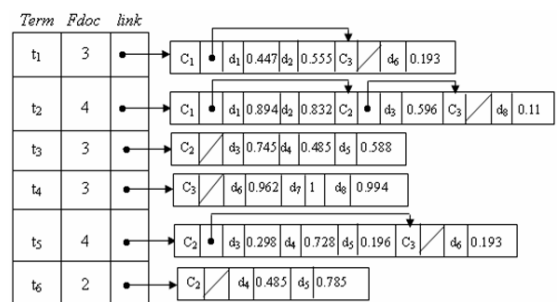 Term Fdoc link
t1 3 C1 d1 0.447 d2 0.555 C3 d6 0.193
t2 4 C1 d1 0.894 d2 0.832 C2 d3 0.596 C3 d8 0.11
t3 3 C2 d3 0.745 d4 0.485 d5 0.588
t4 3 C3 d6 0.962 d7 1 d8 0.994
t5 4 C2 d3 0.298 d4 0.728 d5 0.196 C3 d6 0.193
t6 2 C2 d4 0.485 d5 0.785